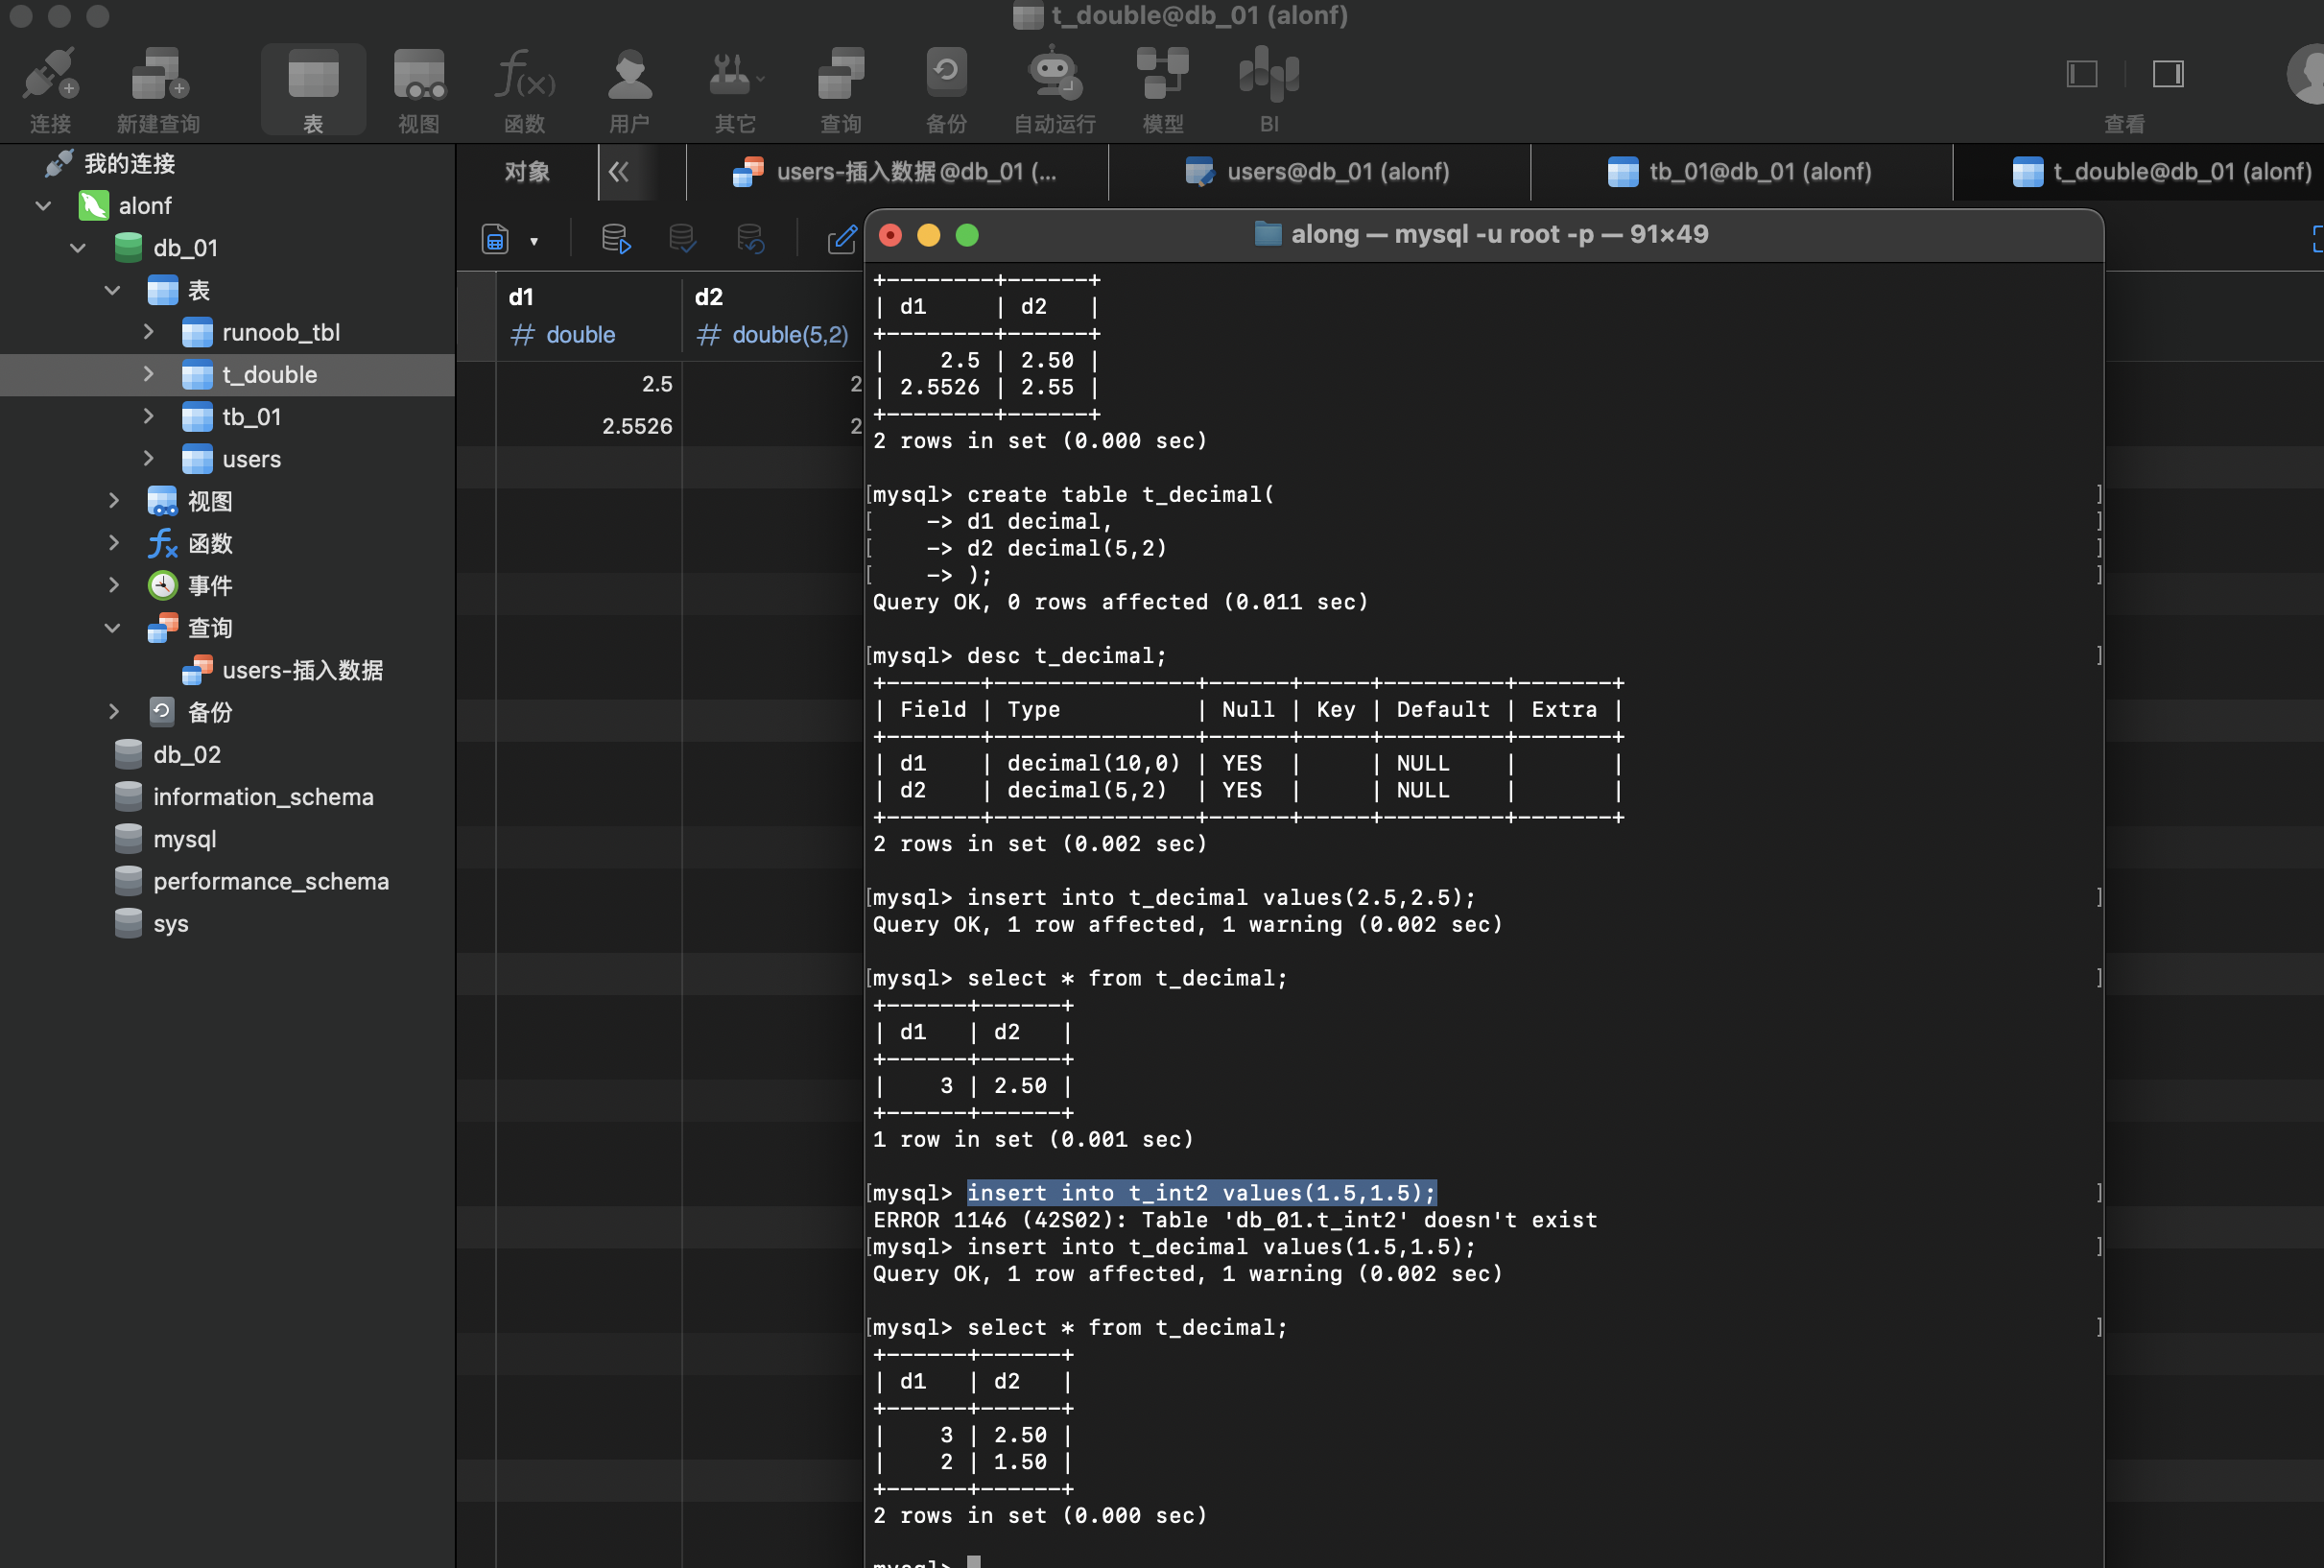 t_double@db_01 (alonf)
连接
新建查询
表
视图
函数
用户
其它
查询
备份
自动运行
模型
BI
查看
我的连接
alonf
db_01
表
runoob_tbl
t_double
tb_01
users
视图
函数
事件
查询
users-插入数据
备份
db_02
information_schema
mysql
performance_schema
sys
对象
users-插入数据@db_01 (...
users@db_01 (alonf)
tb_01@db_01 (alonf)
t_double@db_01 (alonf)
d1 d2
# double # double(5,2)
2.5 2
2.5526 2
along — mysql -u root -p — 91×49
+--------+------+
| d1     | d2   |
+--------+------+
|    2.5 | 2.50 |
| 2.5526 | 2.55 |
+--------+------+
2 rows in set (0.000 sec)
[mysql> create table t_decimal( ]
[    -> d1 decimal, ]
[    -> d2 decimal(5,2) ]
[    -> ); ]
Query OK, 0 rows affected (0.011 sec)
[mysql> desc t_decimal; ]
+-------+---------------+------+-----+---------+-------+
| Field | Type          | Null | Key | Default | Extra |
+-------+---------------+------+-----+---------+-------+
| d1    | decimal(10,0) | YES  |     | NULL    |       |
| d2    | decimal(5,2)  | YES  |     | NULL    |       |
+-------+---------------+------+-----+---------+-------+
2 rows in set (0.002 sec)
[mysql> insert into t_decimal values(2.5,2.5); ]
Query OK, 1 row affected, 1 warning (0.002 sec)
[mysql> select * from t_decimal; ]
+------+------+
| d1   | d2   |
+------+------+
|    3 | 2.50 |
+------+------+
1 row in set (0.001 sec)
[mysql> insert into t_int2 values(1.5,1.5); ]
ERROR 1146 (42S02): Table 'db_01.t_int2' doesn't exist
[mysql> insert into t_decimal values(1.5,1.5); ]
Query OK, 1 row affected, 1 warning (0.002 sec)
[mysql> select * from t_decimal; ]
+------+------+
| d1   | d2   |
+------+------+
|    3 | 2.50 |
|    2 | 1.50 |
+------+------+
2 rows in set (0.000 sec)
mysql>